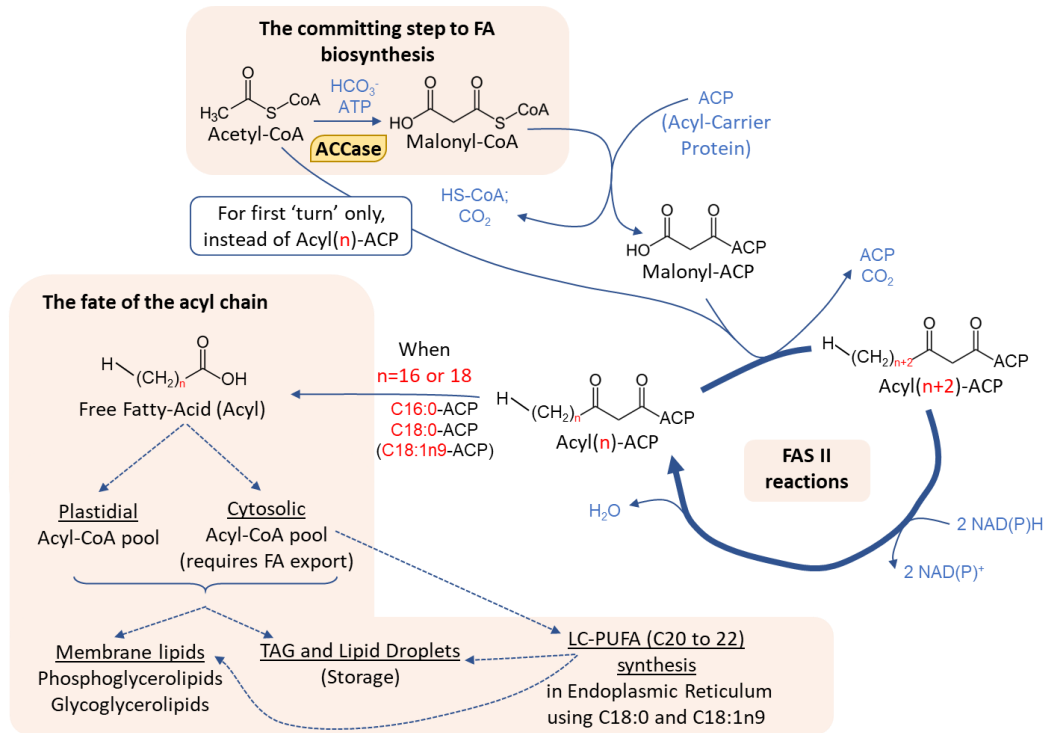 The committing step to FA
biosynthesis
O
H₃C
S
CoA
Acetyl-CoA
HCO₃⁻
ATP
ACCase
O
O
HO
S
CoA
Malonyl-CoA
ACP
(Acyl-Carrier
Protein)
HS-CoA;
CO₂
For first ‘turn’ only,
instead of Acyl(n)-ACP
O
O
HO
ACP
Malonyl-ACP
ACP
CO₂
O
O
H
(CH₂)n+2
ACP
Acyl(n+2)-ACP
The fate of the acyl chain
O
H
(CH₂)n
OH
Free Fatty-Acid (Acyl)
When
n=16 or 18
C16:0-ACP
C18:0-ACP
(C18:1n9-ACP)
O
O
H
(CH₂)n
ACP
Acyl(n)-ACP
FAS II
reactions
H₂O
2 NAD(P)H
2 NAD(P)⁺
Plastidial
Acyl-CoA pool
Cytosolic
Acyl-CoA pool
(requires FA export)
Membrane lipids
Phosphoglycerolipids
Glycoglycerolipids
TAG and Lipid Droplets
(Storage)
LC-PUFA (C20 to 22)
synthesis
in Endoplasmic Reticulum
using C18:0 and C18:1n9